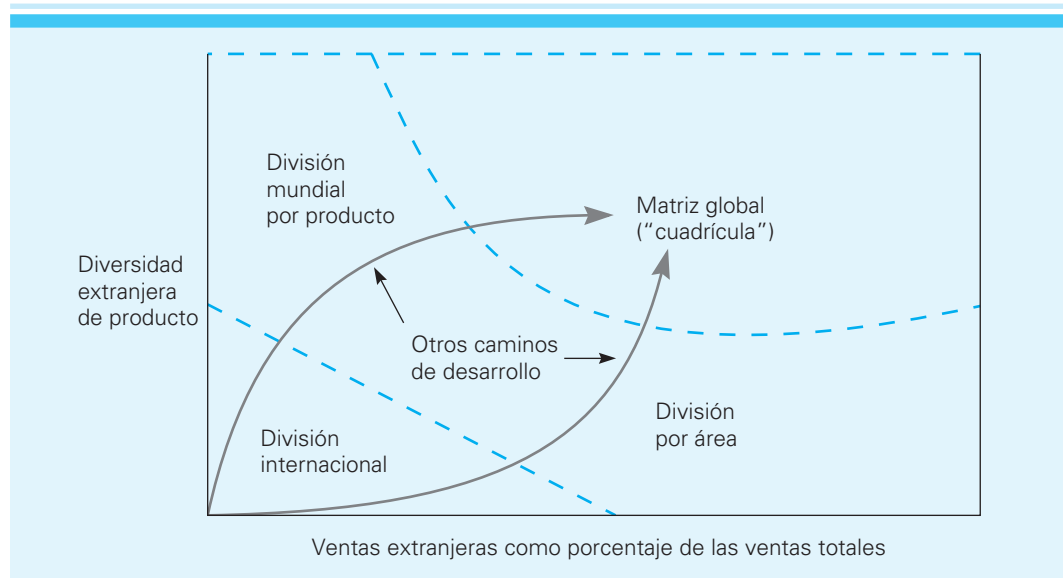 División
mundial
por producto
Matriz global
(“cuadrícula”)
Diversidad
extranjera
de producto
Otros caminos
de desarrollo
División
por área
División
internacional
Ventas extranjeras como porcentaje de las ventas totales